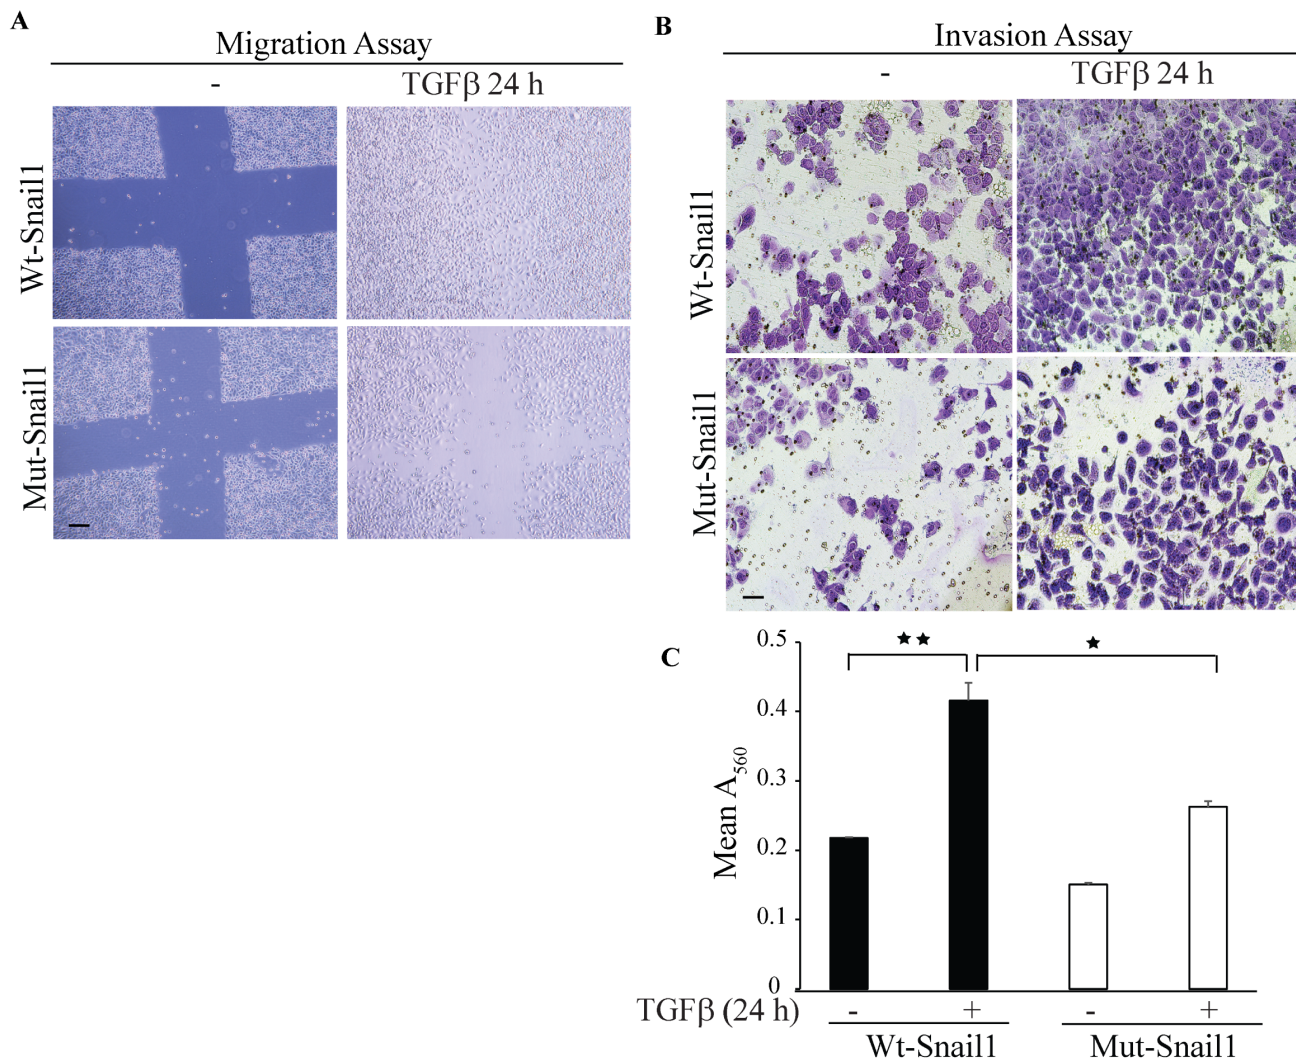 A
Migration Assay
- TGFβ 24 h
Wt-Snail1
Mut-Snail1
B
Invasion Assay
- TGFβ 24 h
Wt-Snail1
Mut-Snail1
C
0.5
0.4
0.3
0.2
0.1
0
Mean A560
★★
★
TGFβ (24 h) - + - +
Wt-Snail1 Mut-Snail1